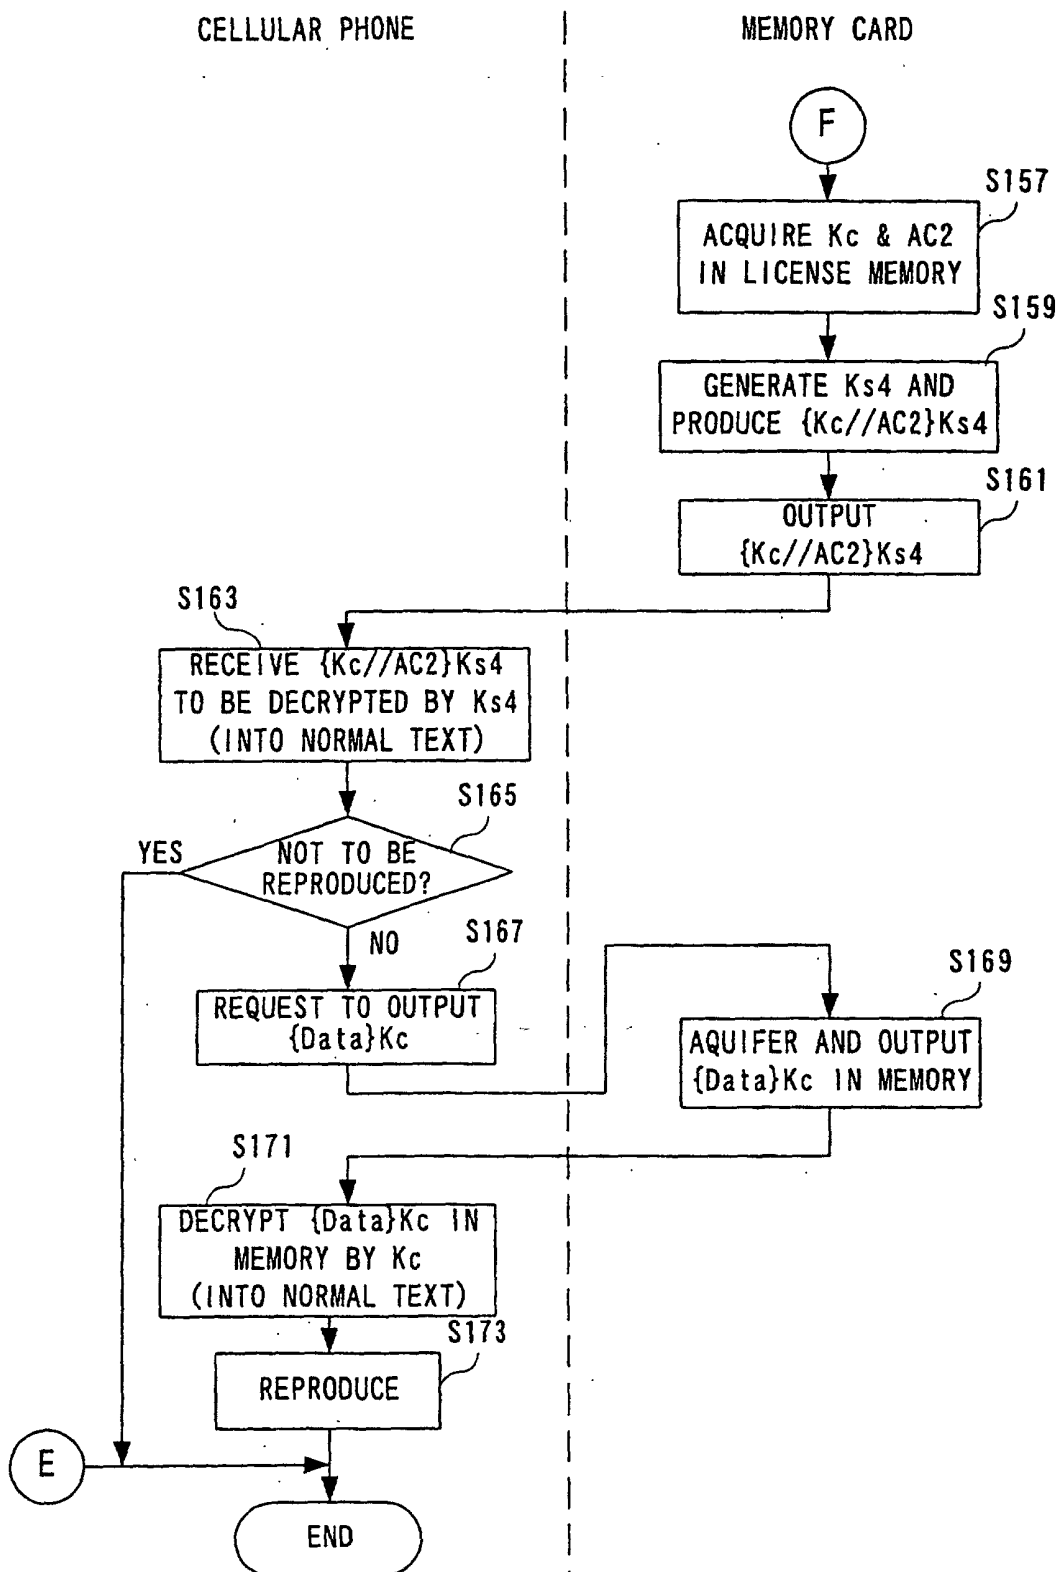 CELLULAR PHONE
MEMORY CARD
F
S157
ACQUIRE Kc & AC2
IN LICENSE MEMORY
S159
GENERATE Ks4 AND
PRODUCE {Kc//AC2}Ks4
S161
OUTPUT
{Kc//AC2}Ks4
S163
RECEIVE {Kc//AC2}Ks4
TO BE DECRYPTED BY Ks4
(INTO NORMAL TEXT)
S165
YES
NOT TO BE
REPRODUCED?
NO
S167
REQUEST TO OUTPUT
{Data}Kc
S169
AQUIFER AND OUTPUT
{Data}Kc IN MEMORY
S171
DECRYPT {Data}Kc IN
MEMORY BY Kc
(INTO NORMAL TEXT)
S173
REPRODUCE
E
END